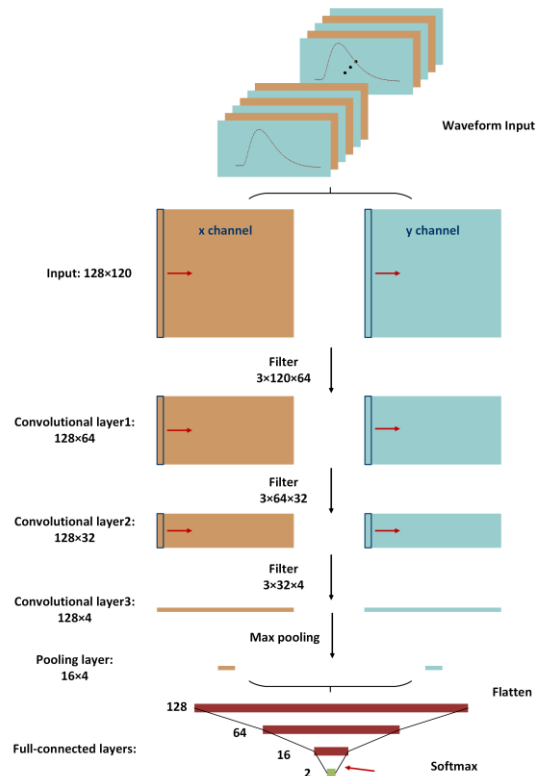 Waveform Input
x channel
y channel
Input: 128×120
Filter
3×120×64
Convolutional layer1:
128×64
Filter
3×64×32
Convolutional layer2:
128×32
Filter
3×32×4
Convolutional layer3:
128×4
Max pooling
Pooling layer:
16×4
Flatten
128
64
Full-connected layers:
16
2
Softmax